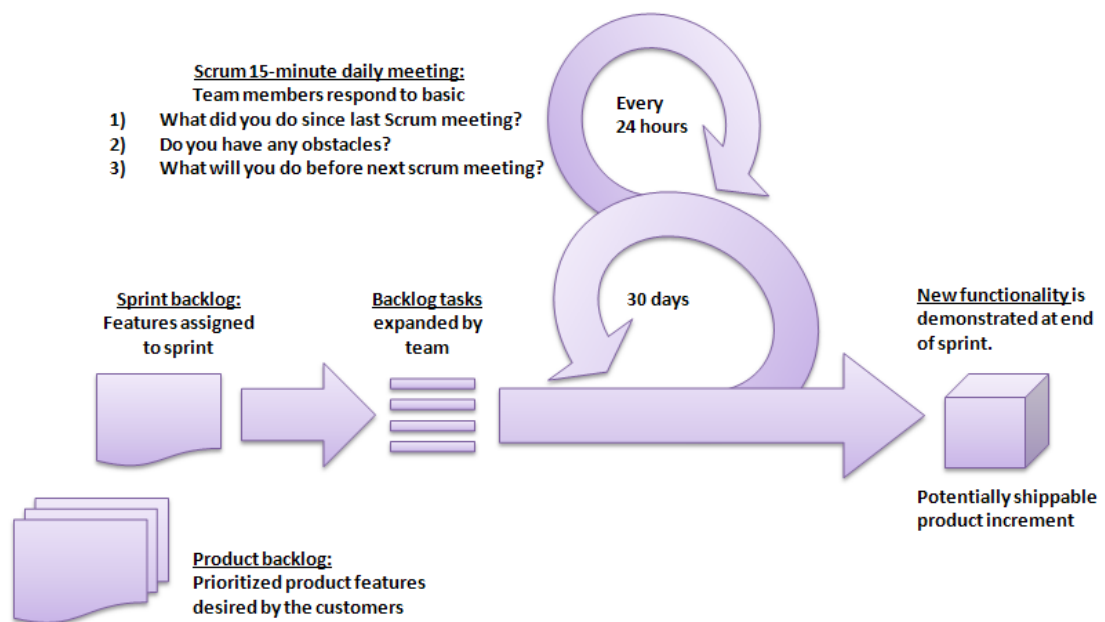 Scrum 15-minute daily meeting:
Team members respond to basic
1) What did you do since last Scrum meeting?
2) Do you have any obstacles?
3) What will you do before next scrum meeting?
Every
24 hours
30 days
Sprint backlog:
Features assigned
to sprint
Backlog tasks
expanded by
team
New functionality is
demonstrated at end
of sprint.
Potentially shippable
product increment
Product backlog:
Prioritized product features
desired by the customers